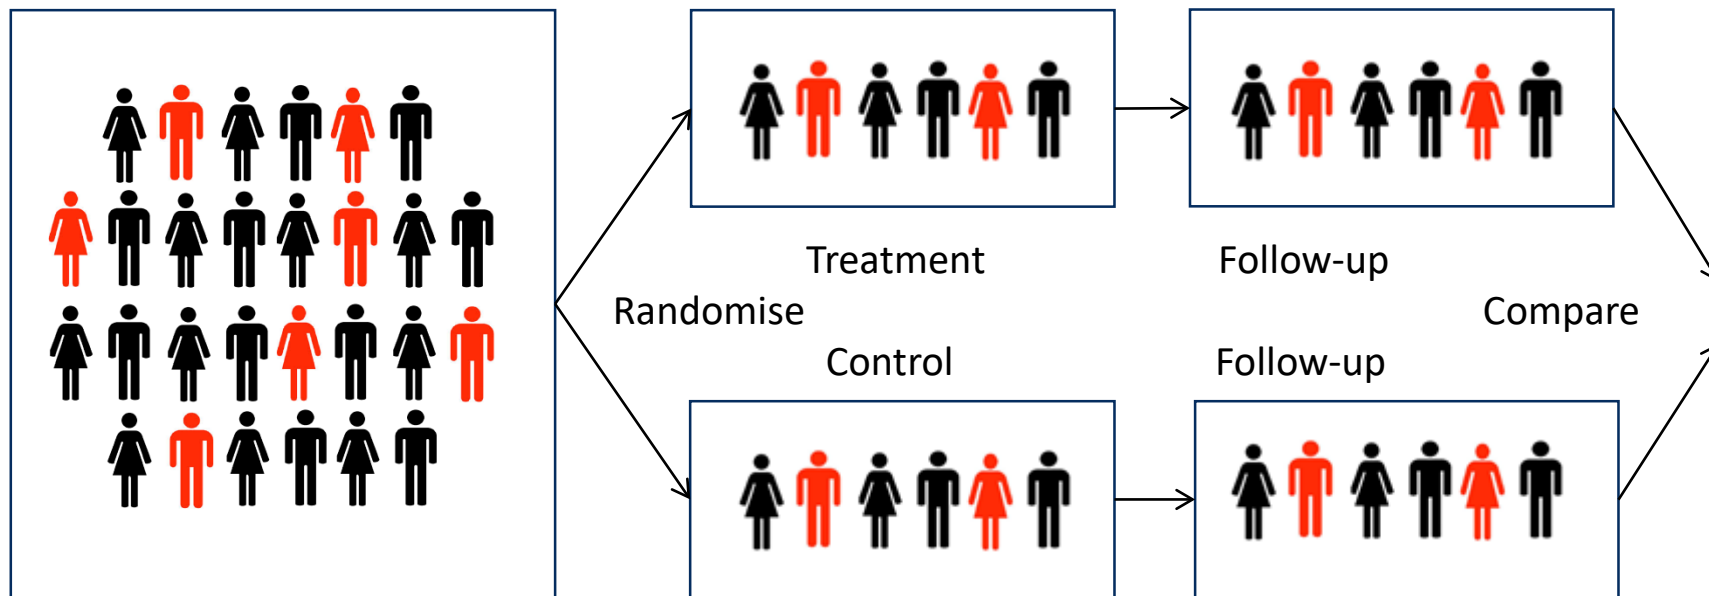 Treatment
Follow-up
Randomise
Compare
Control
Follow-up